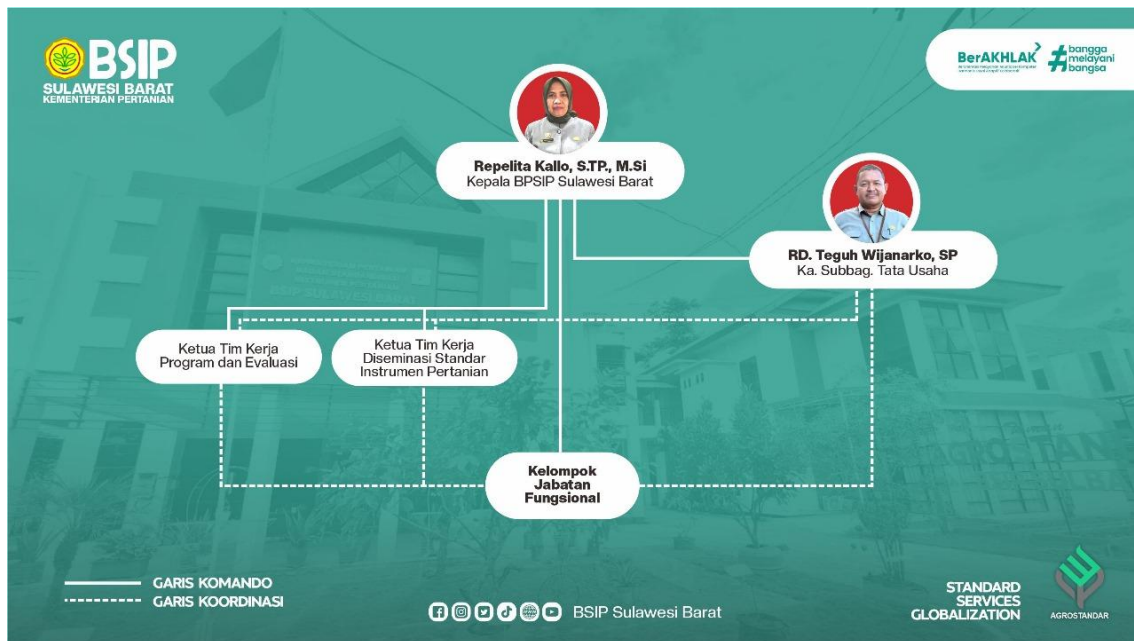 BSIP
SULAWESI BARAT
KEMENTERIAN PERTANIAN
BerAKHLAK
#bangga
melayani
bangsa
Repelita Kallo, S.TP., M.Si
Kepala BPSIP Sulawesi Barat
RD. Teguh Wijanarko, SP
Ka. Subbag. Tata Usaha
Ketua Tim Kerja
Program dan Evaluasi
Ketua Tim Kerja
Diseminasi Standar
Instrumen Pertanian
Kelompok
Jabatan
Fungsional
GARIS KOMANDO
GARIS KOORDINASI
BSIP Sulawesi Barat
STANDARD
SERVICES
GLOBALIZATION
AGROSTANDAR